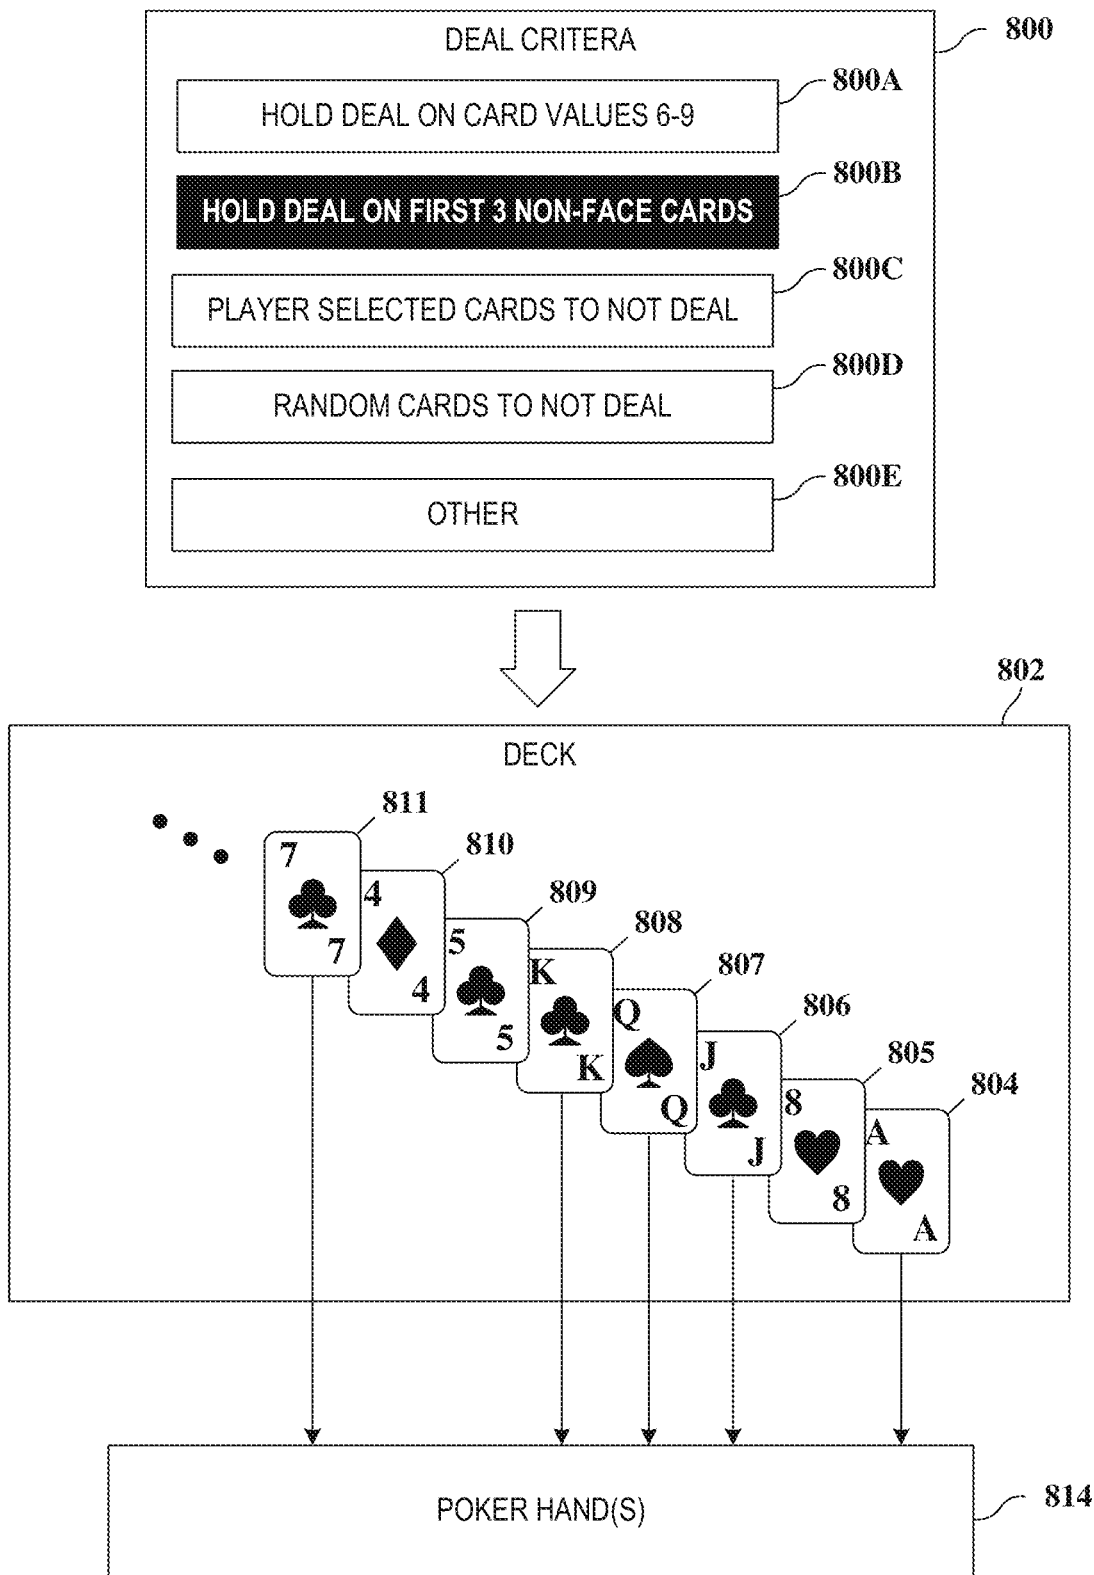 DEAL CRITERA
800
HOLD DEAL ON CARD VALUES 6-9
800A
HOLD DEAL ON FIRST 3 NON-FACE CARDS
800B
PLAYER SELECTED CARDS TO NOT DEAL
800C
RANDOM CARDS TO NOT DEAL
800D
OTHER
800E
802
DECK
811
7
7
810
4
4
809
5
5
808
K
K
807
Q
Q
806
J
J
805
8
8
804
A
A
POKER HAND(S)
814